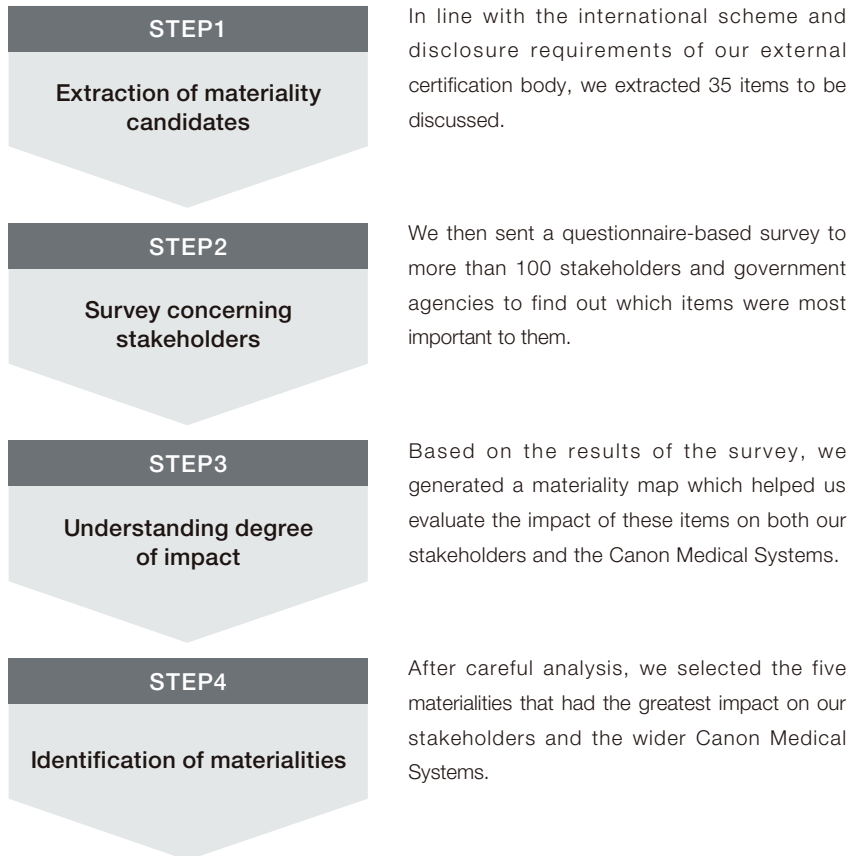 STEP1
Extraction of materiality
candidates
In line with the international scheme and
disclosure requirements of our external
certification body, we extracted 35 items to be
discussed.
STEP2
Survey concerning
stakeholders
We then sent a questionnaire-based survey to
more than 100 stakeholders and government
agencies to find out which items were most
important to them.
STEP3
Understanding degree
of impact
Based on the results of the survey, we
generated a materiality map which helped us
evaluate the impact of these items on both our
stakeholders and the Canon Medical Systems.
STEP4
Identification of materialities
After careful analysis, we selected the five
materialities that had the greatest impact on our
stakeholders and the wider Canon Medical
Systems.